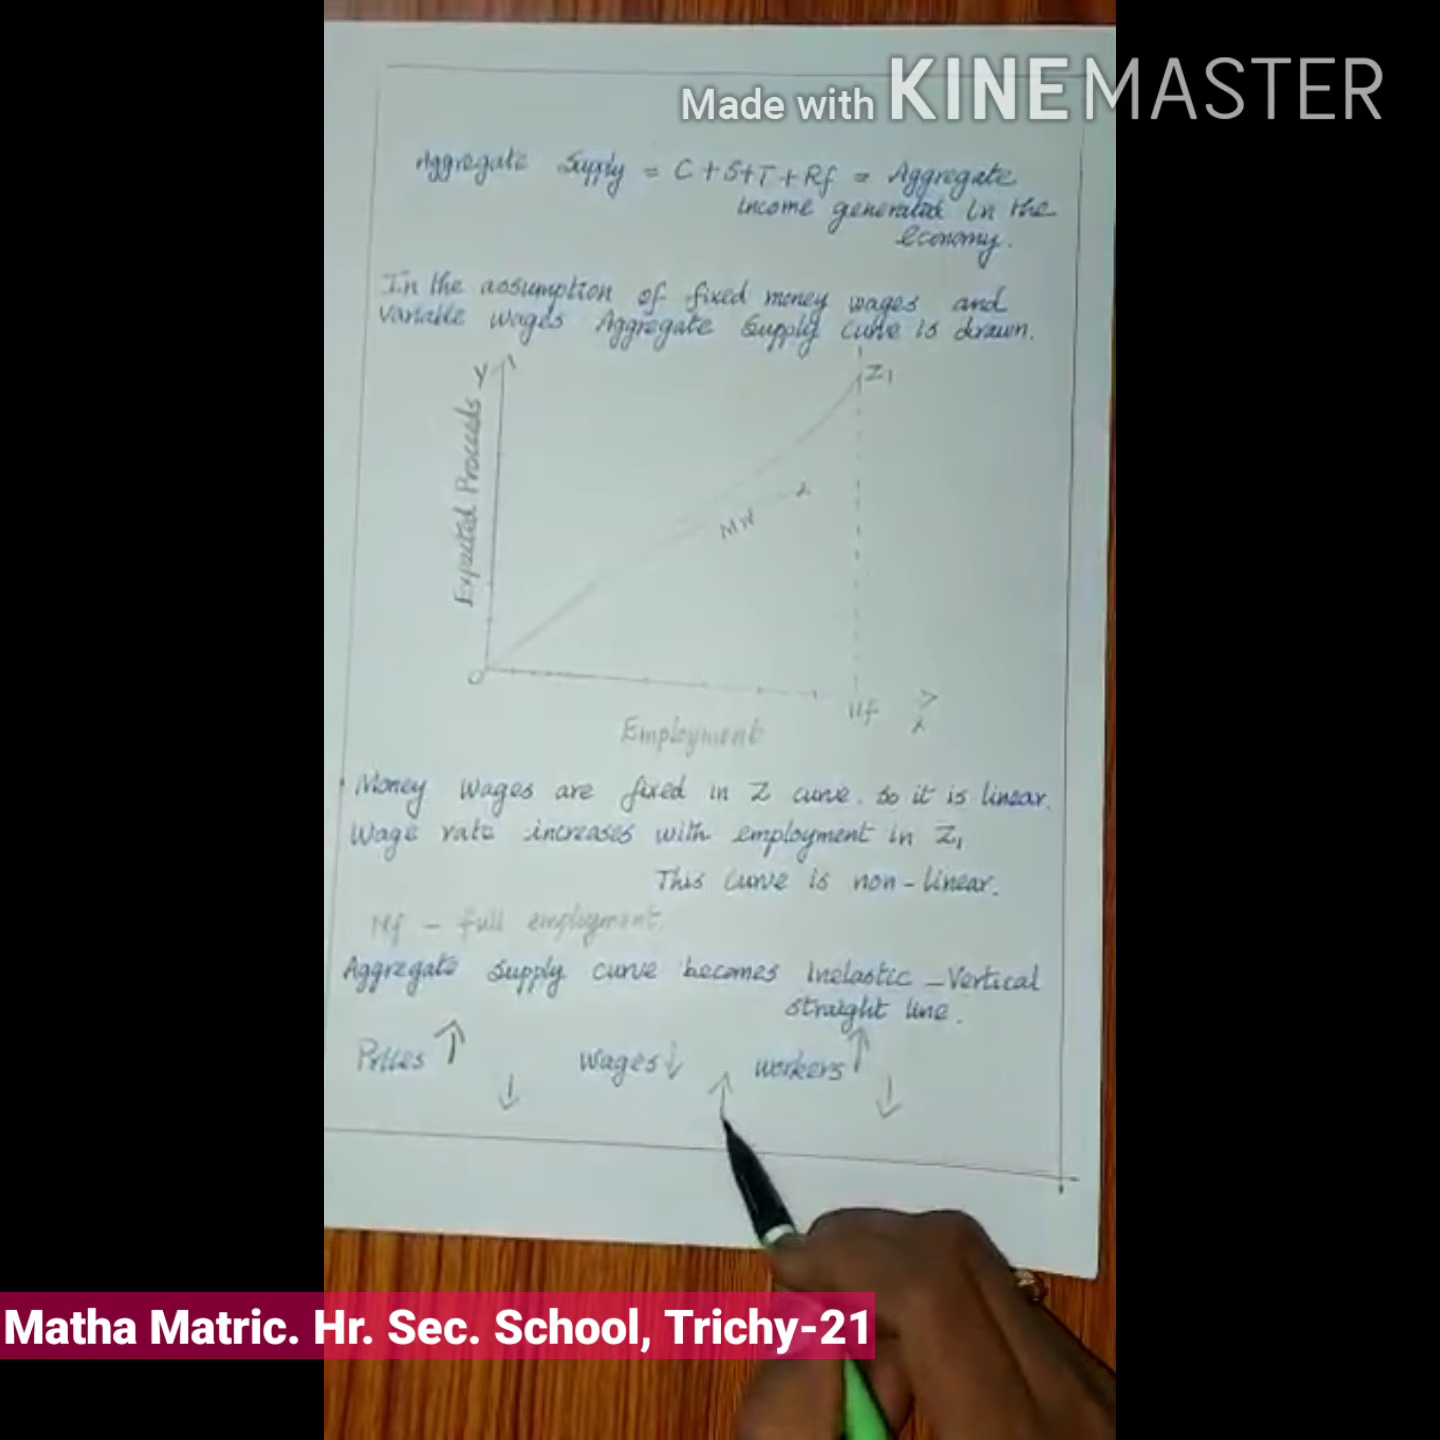 Made with KINEMASTER
Aggregate Supply = C + S + T + Rf = Aggregate
income generated in the
economy.
In the assumption of fixed money wages and
variable wages Aggregate Supply curve is drawn.
Y
Z1
Expected Proceeds
Z
MW
O
Nf
X
Employment
• Money wages are fixed in Z curve. So it is linear.
Wage rate increases with employment in Z1
This curve is non-linear.
Nf - full employment.
Aggregate supply curve becomes Inelastic - Vertical
straight line.
Prices ↑ Wages ↓ workers ↑
↓ ↑ ↓
Matha Matric. Hr. Sec. School, Trichy-21